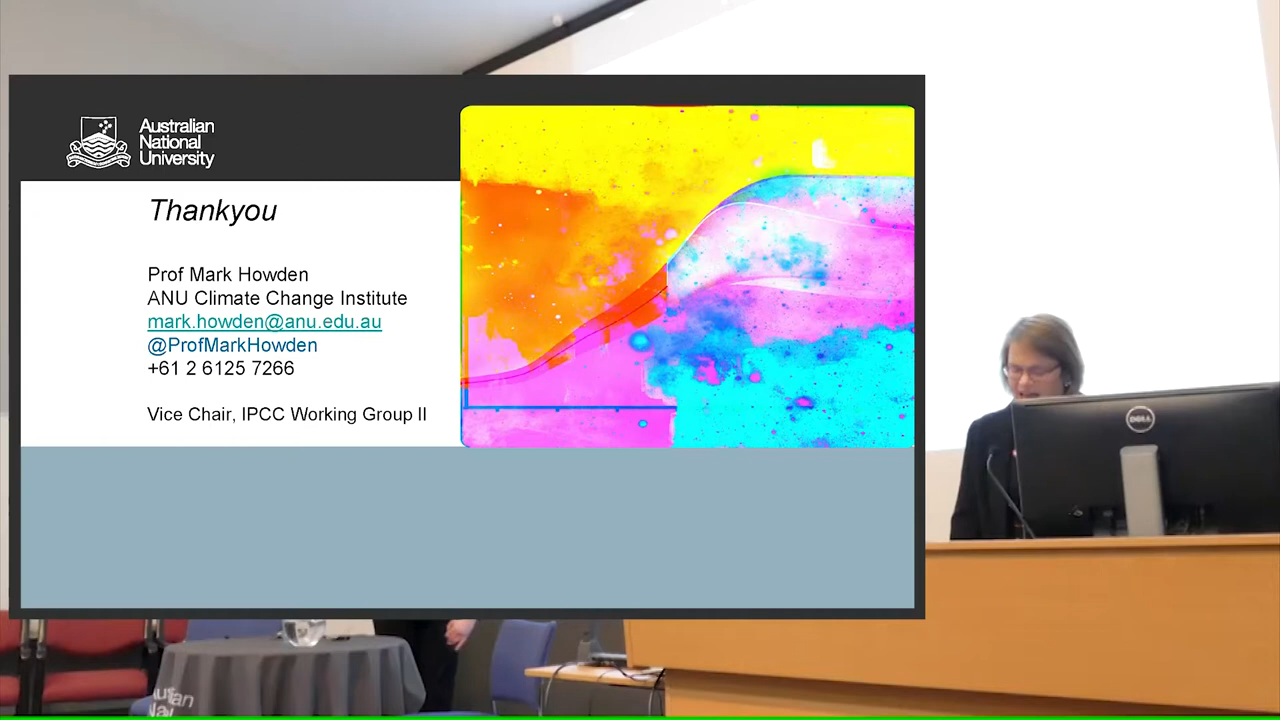 Australian
National
University
Thankyou
Prof Mark Howden
ANU Climate Change Institute
mark.howden@anu.edu.au
@ProfMarkHowden
+61 2 6125 7266
Vice Chair, IPCC Working Group II
DELL